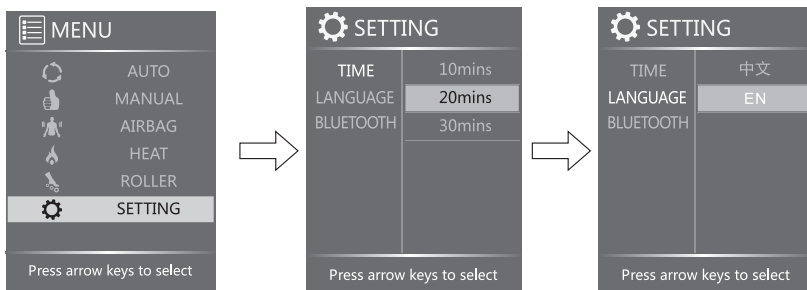 MENU
AUTO
MANUAL
AIRBAG
HEAT
ROLLER
SETTING
Press arrow keys to select
SETTING
TIME 10mins
LANGUAGE 20mins
BLUETOOTH 30mins
Press arrow keys to select
SETTING
TIME 中文
LANGUAGE EN
BLUETOOTH
Press arrow keys to select